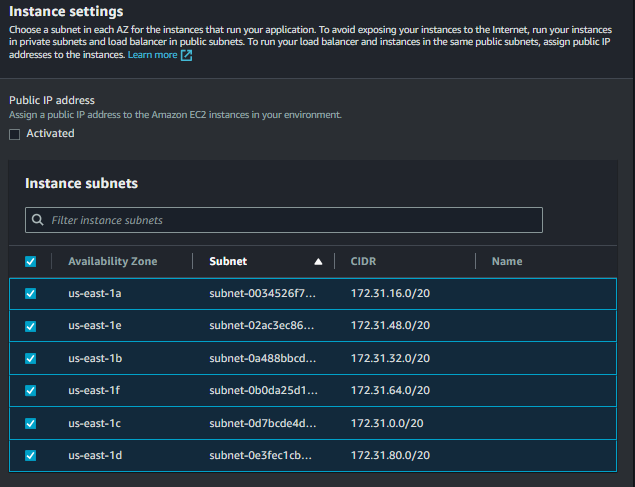 Instance settings
Choose a subnet in each AZ for the instances that run your application. To avoid exposing your instances to the Internet, run your instances
in private subnets and load balancer in public subnets. To run your load balancer and instances in the same public subnets, assign public IP
addresses to the instances. Learn more
Public IP address
Assign a public IP address to the Amazon EC2 instances in your environment.
Activated
Instance subnets
Filter instance subnets
Availability Zone Subnet CIDR Name
us-east-1a subnet-0034526f7... 172.31.16.0/20
us-east-1e subnet-02ac3ec86... 172.31.48.0/20
us-east-1b subnet-0a488bbcd... 172.31.32.0/20
us-east-1f subnet-0b0da25d1... 172.31.64.0/20
us-east-1c subnet-0d7bcde4d... 172.31.0.0/20
us-east-1d subnet-0e3fec1cb... 172.31.80.0/20